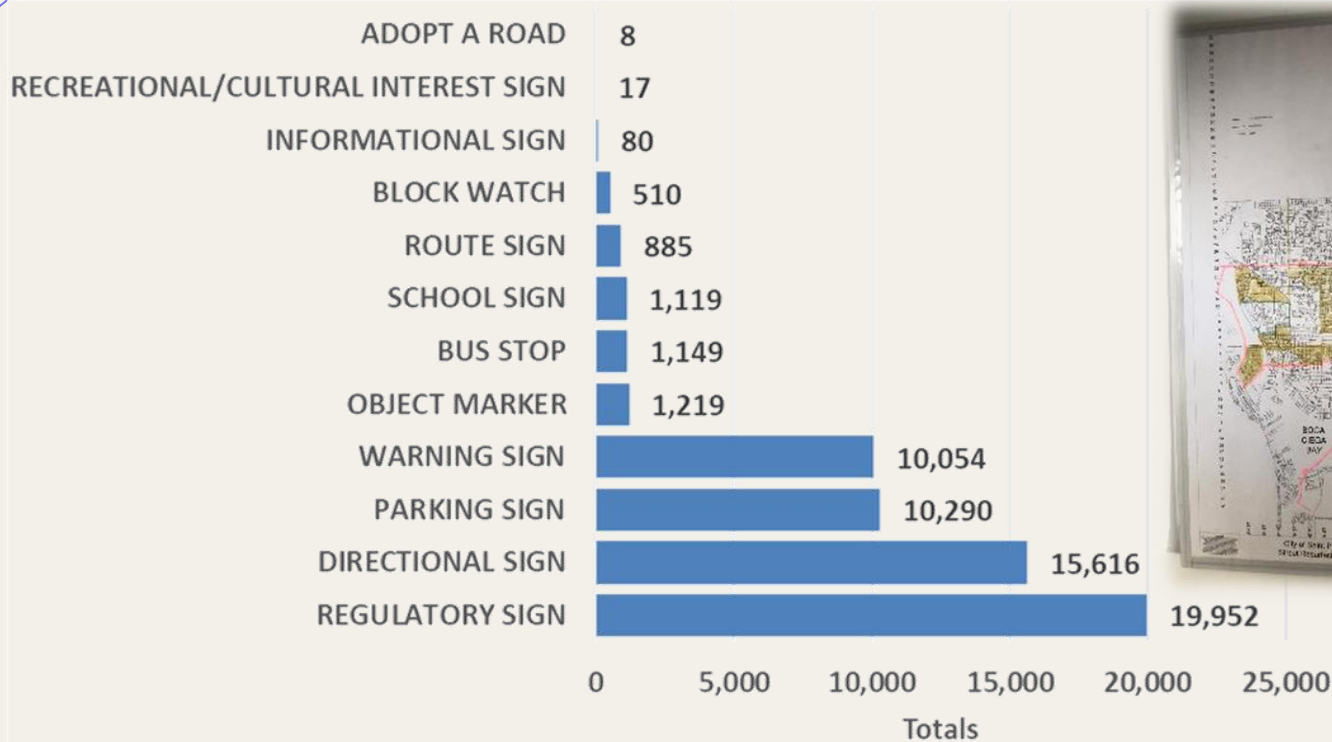 ADOPT A ROAD 8
RECREATIONAL/CULTURAL INTEREST SIGN 17
INFORMATIONAL SIGN 80
BLOCK WATCH 510
ROUTE SIGN 885
SCHOOL SIGN 1,119
BUS STOP 1,149
OBJECT MARKER 1,219
WARNING SIGN 10,054
PARKING SIGN 10,290
DIRECTIONAL SIGN 15,616
REGULATORY SIGN 19,952
0 5,000 10,000 15,000 20,000 25,000
Totals
BOCA
CIEGA
BAY
City of
Street